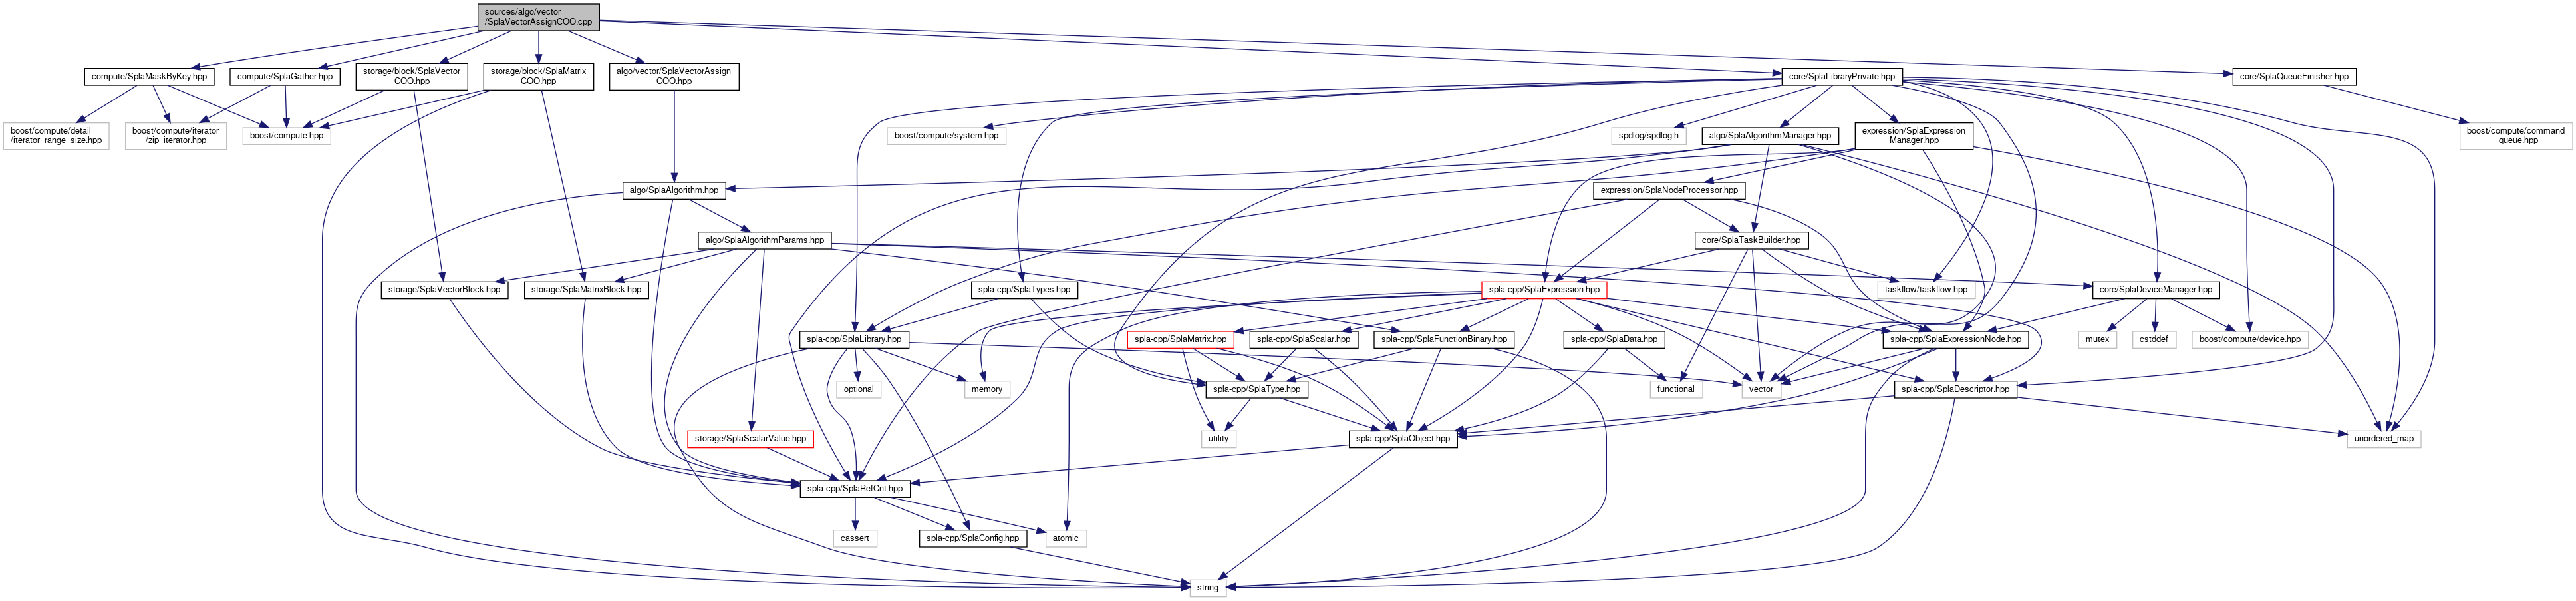 sources/algo/vector
/SplaVectorAssignCOO.cpp
compute/SplaMaskByKey.hpp
compute/SplaGather.hpp
storage/block/SplaVector
COO.hpp
storage/block/SplaMatrix
COO.hpp
algo/vector/SplaVectorAssign
COO.hpp
core/SplaLibraryPrivate.hpp
core/SplaQueueFinisher.hpp
boost/compute/detail
/iterator_range_size.hpp
boost/compute/iterator
/zip_iterator.hpp
boost/compute.hpp
boost/compute/system.hpp
spdlog/spdlog.h
algo/SplaAlgorithmManager.hpp
expression/SplaExpression
Manager.hpp
boost/compute/command
_queue.hpp
algo/SplaAlgorithm.hpp
expression/SplaNodeProcessor.hpp
algo/SplaAlgorithmParams.hpp
core/SplaTaskBuilder.hpp
storage/SplaVectorBlock.hpp
storage/SplaMatrixBlock.hpp
spla-cpp/SplaTypes.hpp
spla-cpp/SplaExpression.hpp
taskflow/taskflow.hpp
core/SplaDeviceManager.hpp
spla-cpp/SplaLibrary.hpp
spla-cpp/SplaMatrix.hpp
spla-cpp/SplaScalar.hpp
spla-cpp/SplaFunctionBinary.hpp
spla-cpp/SplaData.hpp
spla-cpp/SplaExpressionNode.hpp
mutex
cstddef
boost/compute/device.hpp
optional
memory
spla-cpp/SplaType.hpp
functional
vector
spla-cpp/SplaDescriptor.hpp
storage/SplaScalarValue.hpp
utility
spla-cpp/SplaObject.hpp
unordered_map
spla-cpp/SplaRefCnt.hpp
cassert
spla-cpp/SplaConfig.hpp
atomic
string